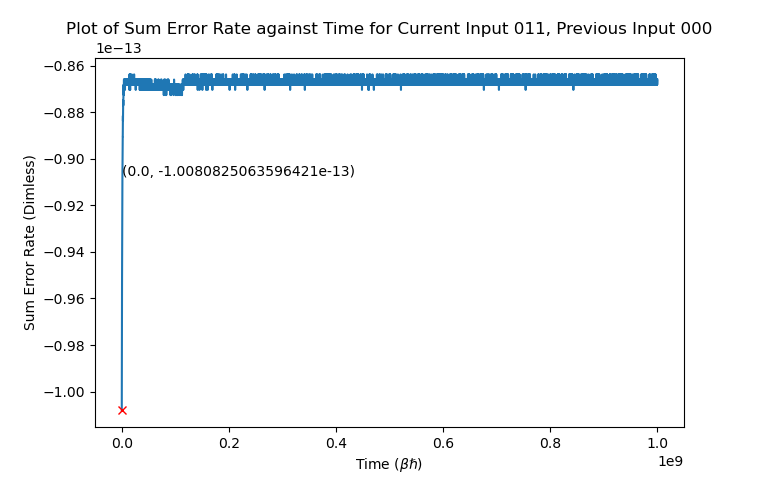 Plot of Sum Error Rate against Time for Current Input 011, Previous Input 000
1e−13
−0.86
−0.88
−0.90
(0.0, -1.0080825063596421e-13)
−0.92
−0.94
−0.96
−0.98
−1.00
Sum Error Rate (Dimless)
0.0 0.2 0.4 0.6 0.8 1.0
1e9
Time (βℏ)